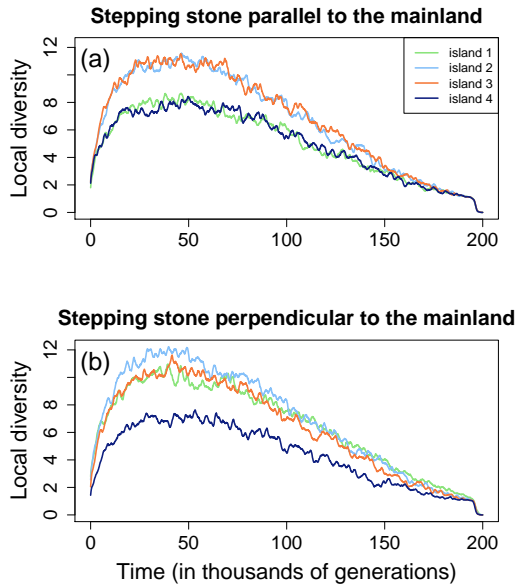 Stepping stone parallel to the mainland
(a)
island 1
island 2
island 3
island 4
Local diversity
12
8
6
4
2
0
0 50 100 150 200
Stepping stone perpendicular to the mainland
(b)
Local diversity
12
8
6
4
2
0
0 50 100 150 200
Time (in thousands of generations)